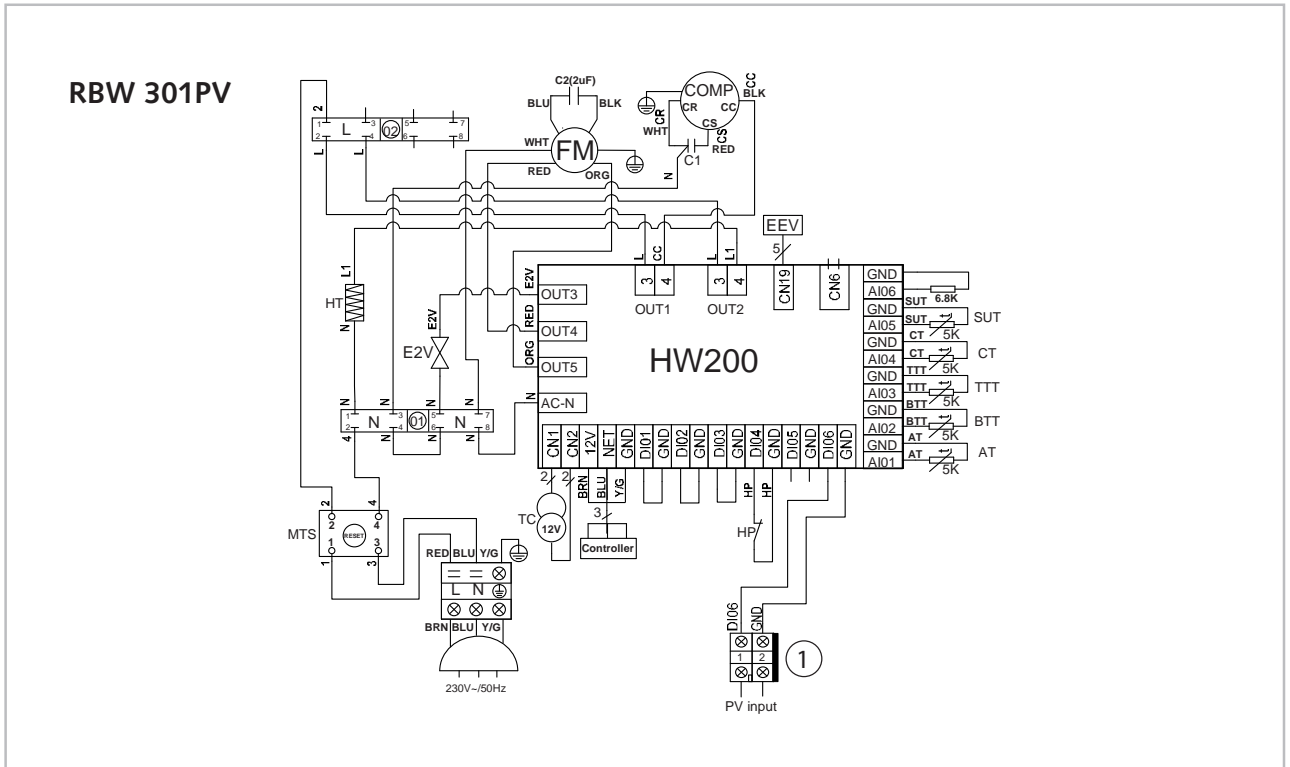 RBW 301PV
C2(2uF)
BLU BLK
COMP
CR CC
CS
CC
BLK
CR
WHT
CS
RED
C1
N
WHT
FM
RED ORG
2
1 3 5 7
L 02
2 4 6 8
L L
EEV
5
L CC L L1
3 4 3 4
CN19 CN6
OUT1 OUT2
HW200
E2V OUT3
RED OUT4
ORG OUT5
N AC-N
L1
HT
N
E2V
E2V
N N N N
1 3 5 7
N 01 N
2 4 6 8
4 N N N
GND
AI06 6.8K
GND SUT
AI05 SUT 5K SUT
GND CT
AI04 CT 5K CT
GND TTT
AI03 TTT 5K TTT
GND BTT
AI02 BTT 5K BTT
GND AT
AI01 5K AT
CN1 CN2 12V NET GND DI01 GND DI02 GND DI03 GND DI04 GND DI05 GND DI06 GND
2 2 BRN BLU Y/G HP HP
TC
12V
3
Controller
HP
2 4
MTS
2 4
RESET
1 3
1 3
RED BLU Y/G
L N
BRN BLU Y/G
230V~/50Hz
DI06 GND
1 2
1
PV input